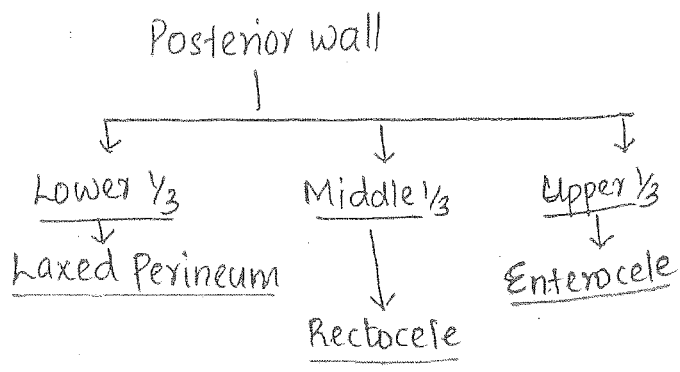 Posterior wall
Lower 1/3 Middle 1/3 Upper 1/3
Laxed Perineum Enterocele
Rectocele